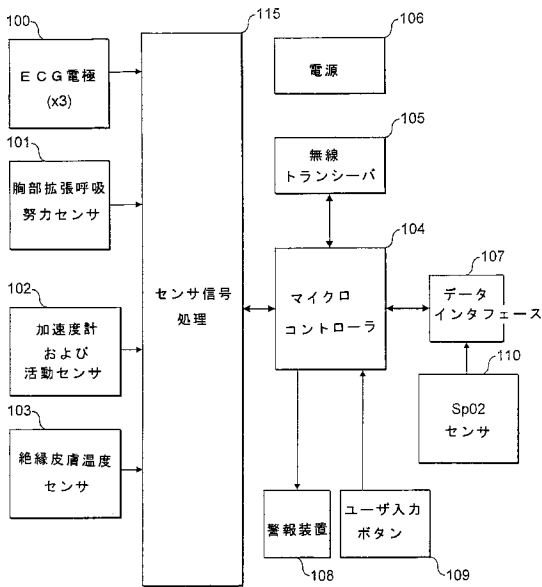 100
ECG電極
(x3)
101
胸部拡張呼吸
努力センサ
102
加速度計
および
活動センサ
103
絶縁皮膚温度
センサ
115
センサ信号
処理
106
電源
105
無線
トランシーバ
104
マイクロ
コントローラ
107
データ
インタフェース
110
Sp02
センサ
警報装置
108
ユーザ入力
ボタン
109